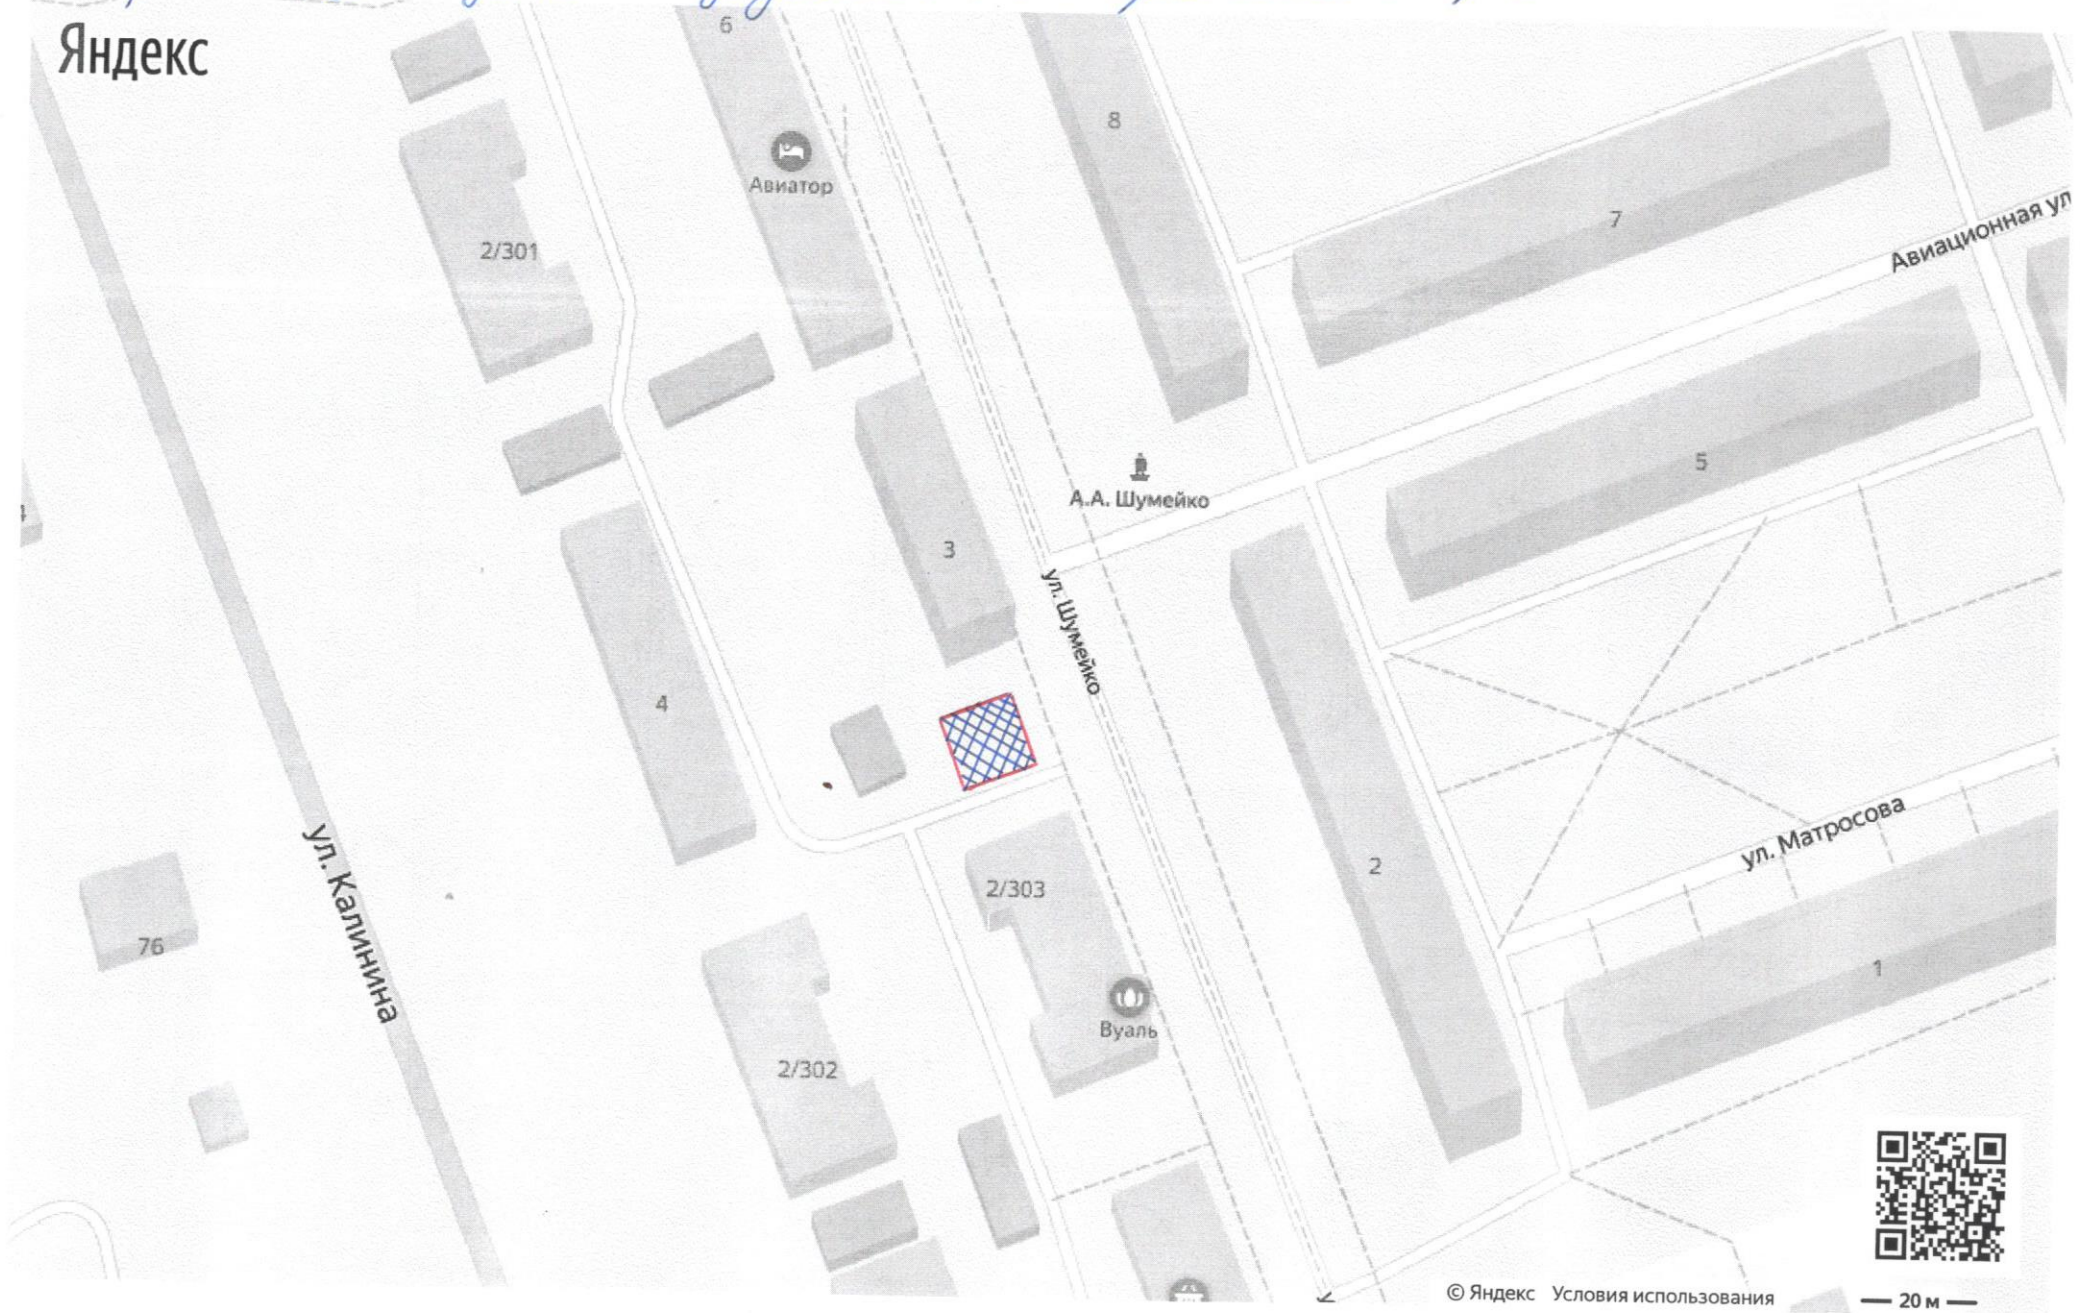 Яндекс
6
8
Авиатор
7
2/301
Авиационная ул
5
А.А. Шумейко
3
ул. Шумейко
4
2
ул. Матросова
ул. Калинина
2/303
76
1
Вуаль
2/302
© Яндекс Условия использования
20 м